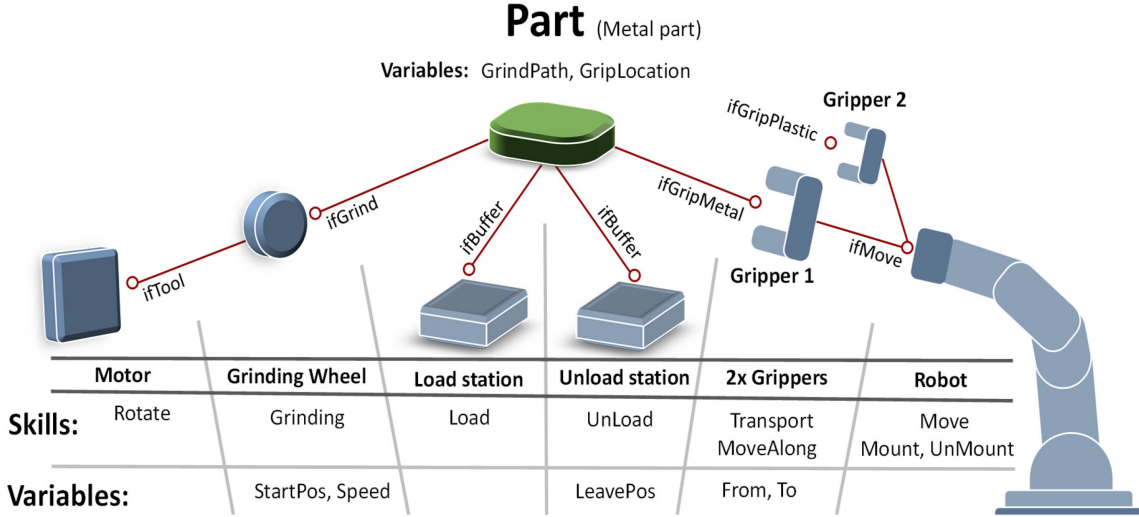 Part (Metal part)
Variables: GrindPath, GripLocation
Gripper 2
ifGripPlastic
ifGrind
ifBuffer
ifBuffer
ifGripMetal
ifMove
Gripper 1
ifTool
Motor Grinding Wheel Load station Unload station 2x Grippers Robot
Skills: Rotate Grinding Load UnLoad Transport Move
MoveAlong Mount, UnMount
Variables: StartPos, Speed LeavePos From, To